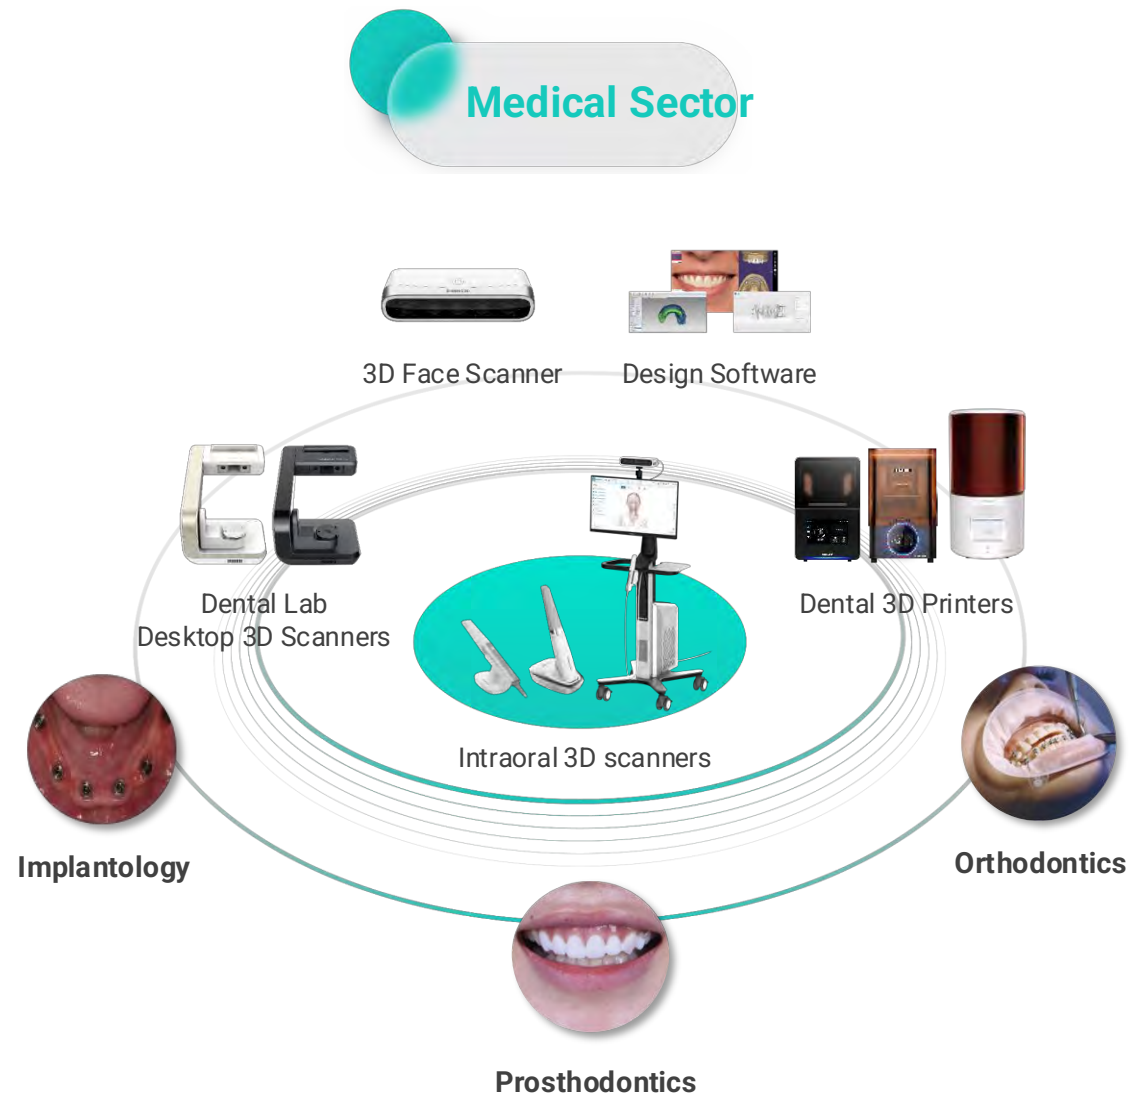 Medical Sector
3D Face Scanner
Design Software
Dental Lab
Desktop 3D Scanners
Dental 3D Printers
Intraoral 3D scanners
Implantology
Orthodontics
Prosthodontics